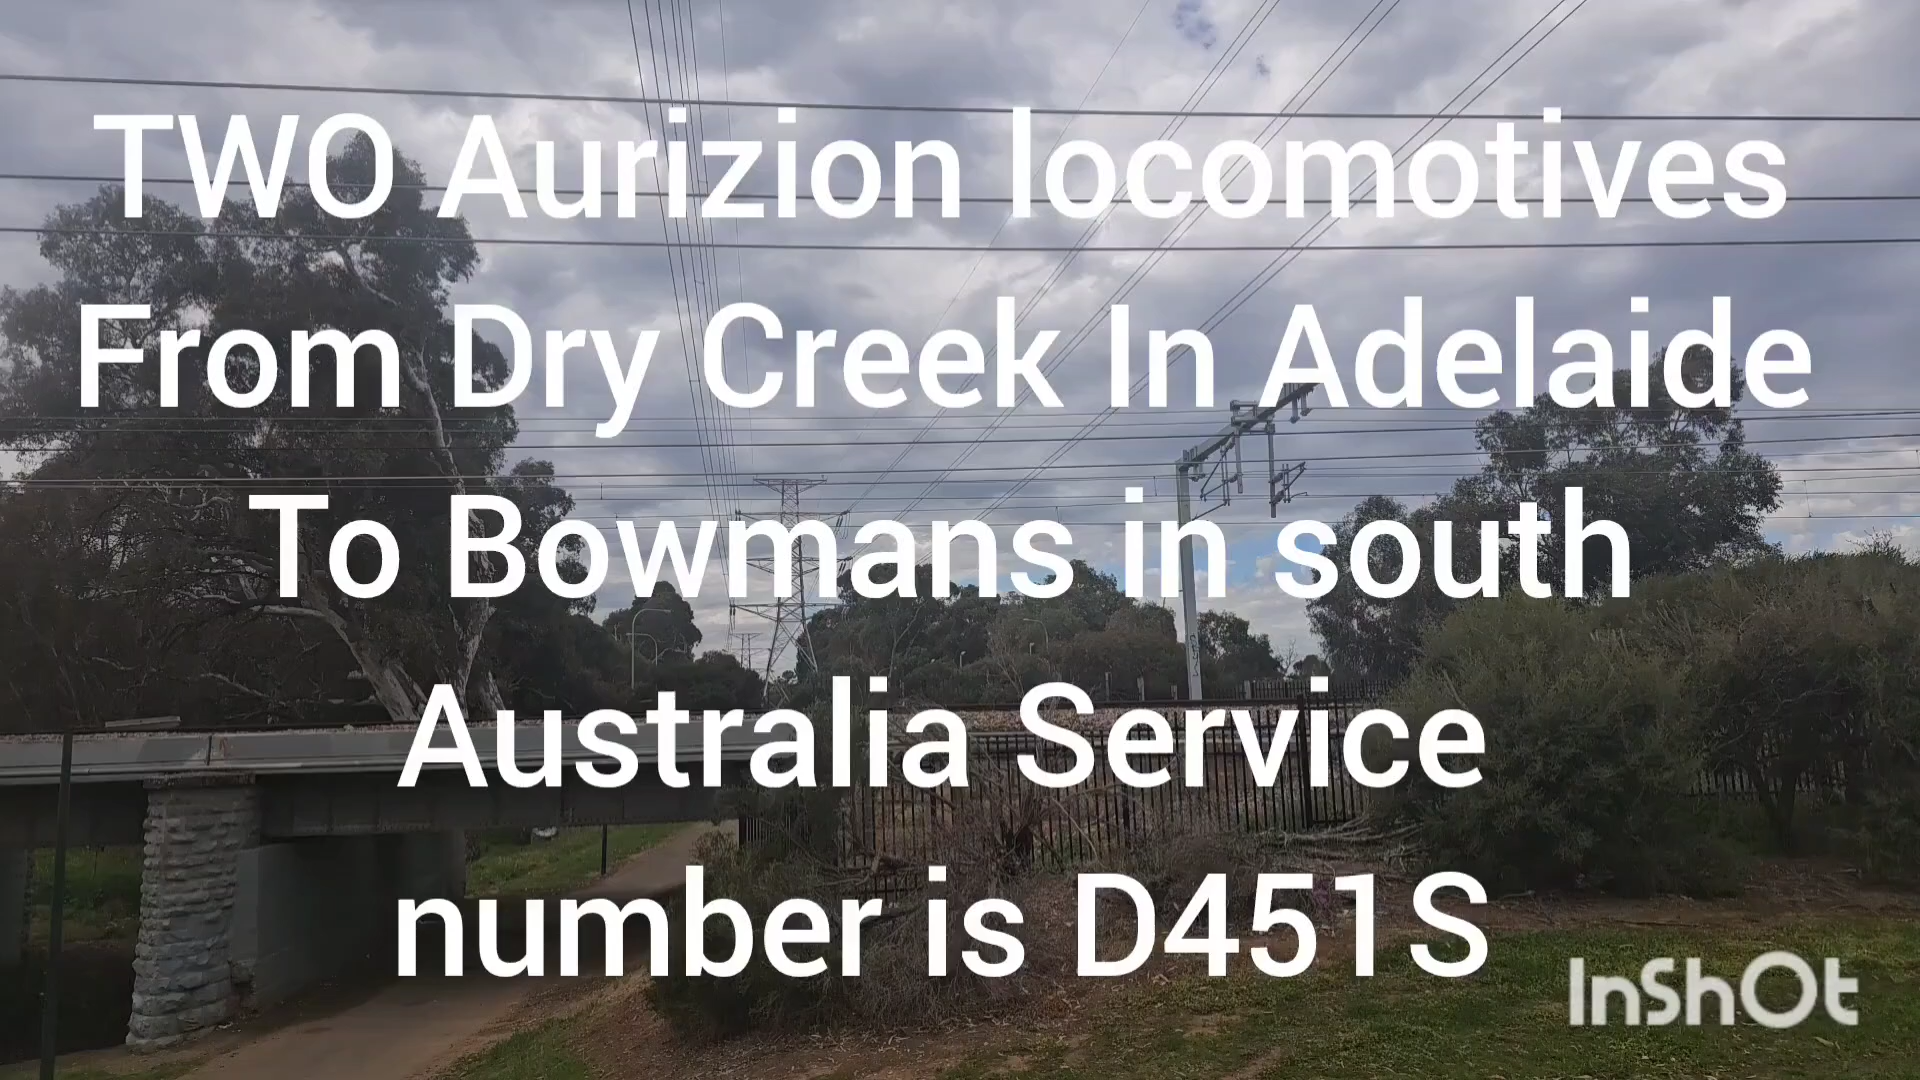 TWO Aurizion locomotives
From Dry Creek In Adelaide
To Bowmans in south
Australia Service
number is D451S
InShOt